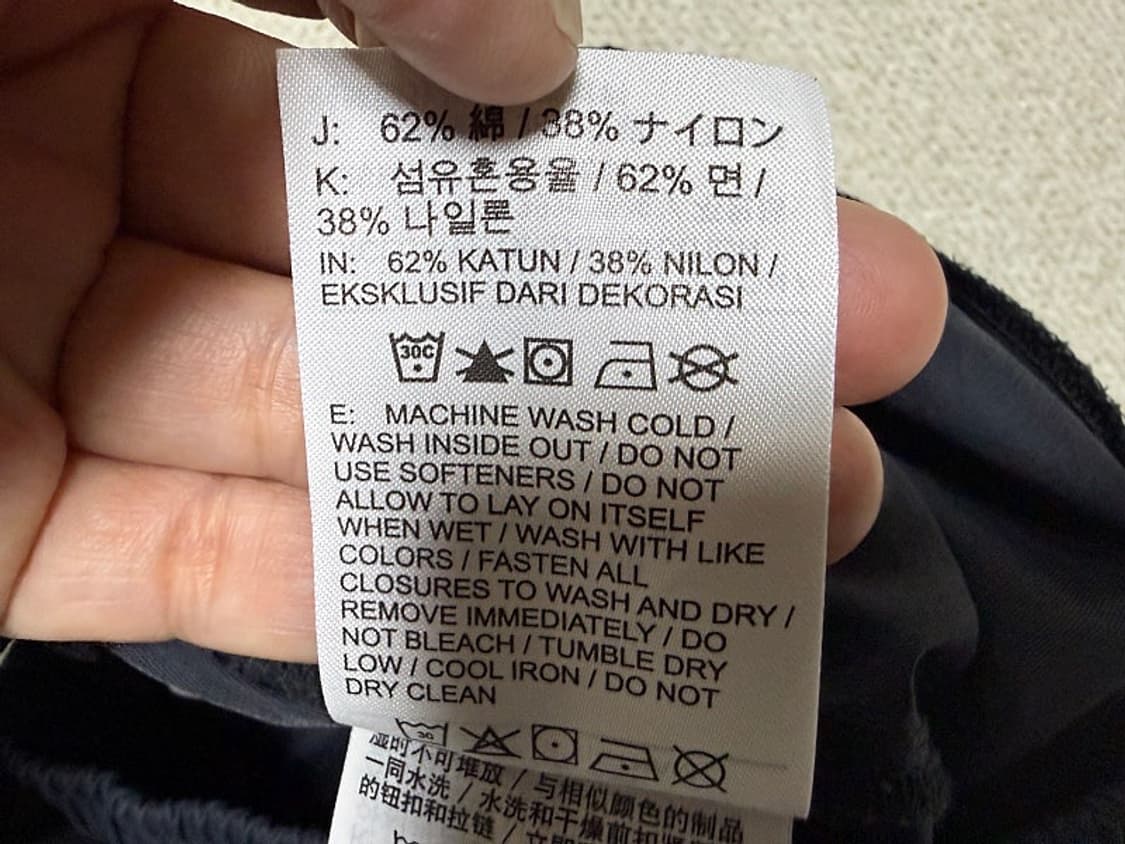 J: 62% 綿 / 38% ナイロン
K: 섬유혼용율 / 62% 면 /
38% 나일론
IN: 62% KATUN / 38% NILON /
EKSKLUSIF DARI DEKORASI
30C
E: MACHINE WASH COLD /
WASH INSIDE OUT / DO NOT
USE SOFTENERS / DO NOT
ALLOW TO LAY ON ITSELF
WHEN WET / WASH WITH LIKE
COLORS / FASTEN ALL
CLOSURES TO WASH AND DRY /
REMOVE IMMEDIATELY / DO
NOT BLEACH / TUMBLE DRY
LOW / COOL IRON / DO NOT
DRY CLEAN
30
湿时不可堆放 / 与相似颜色的制品
一同水洗 / 水洗和干燥前扣紧
的钮扣和拉链 /